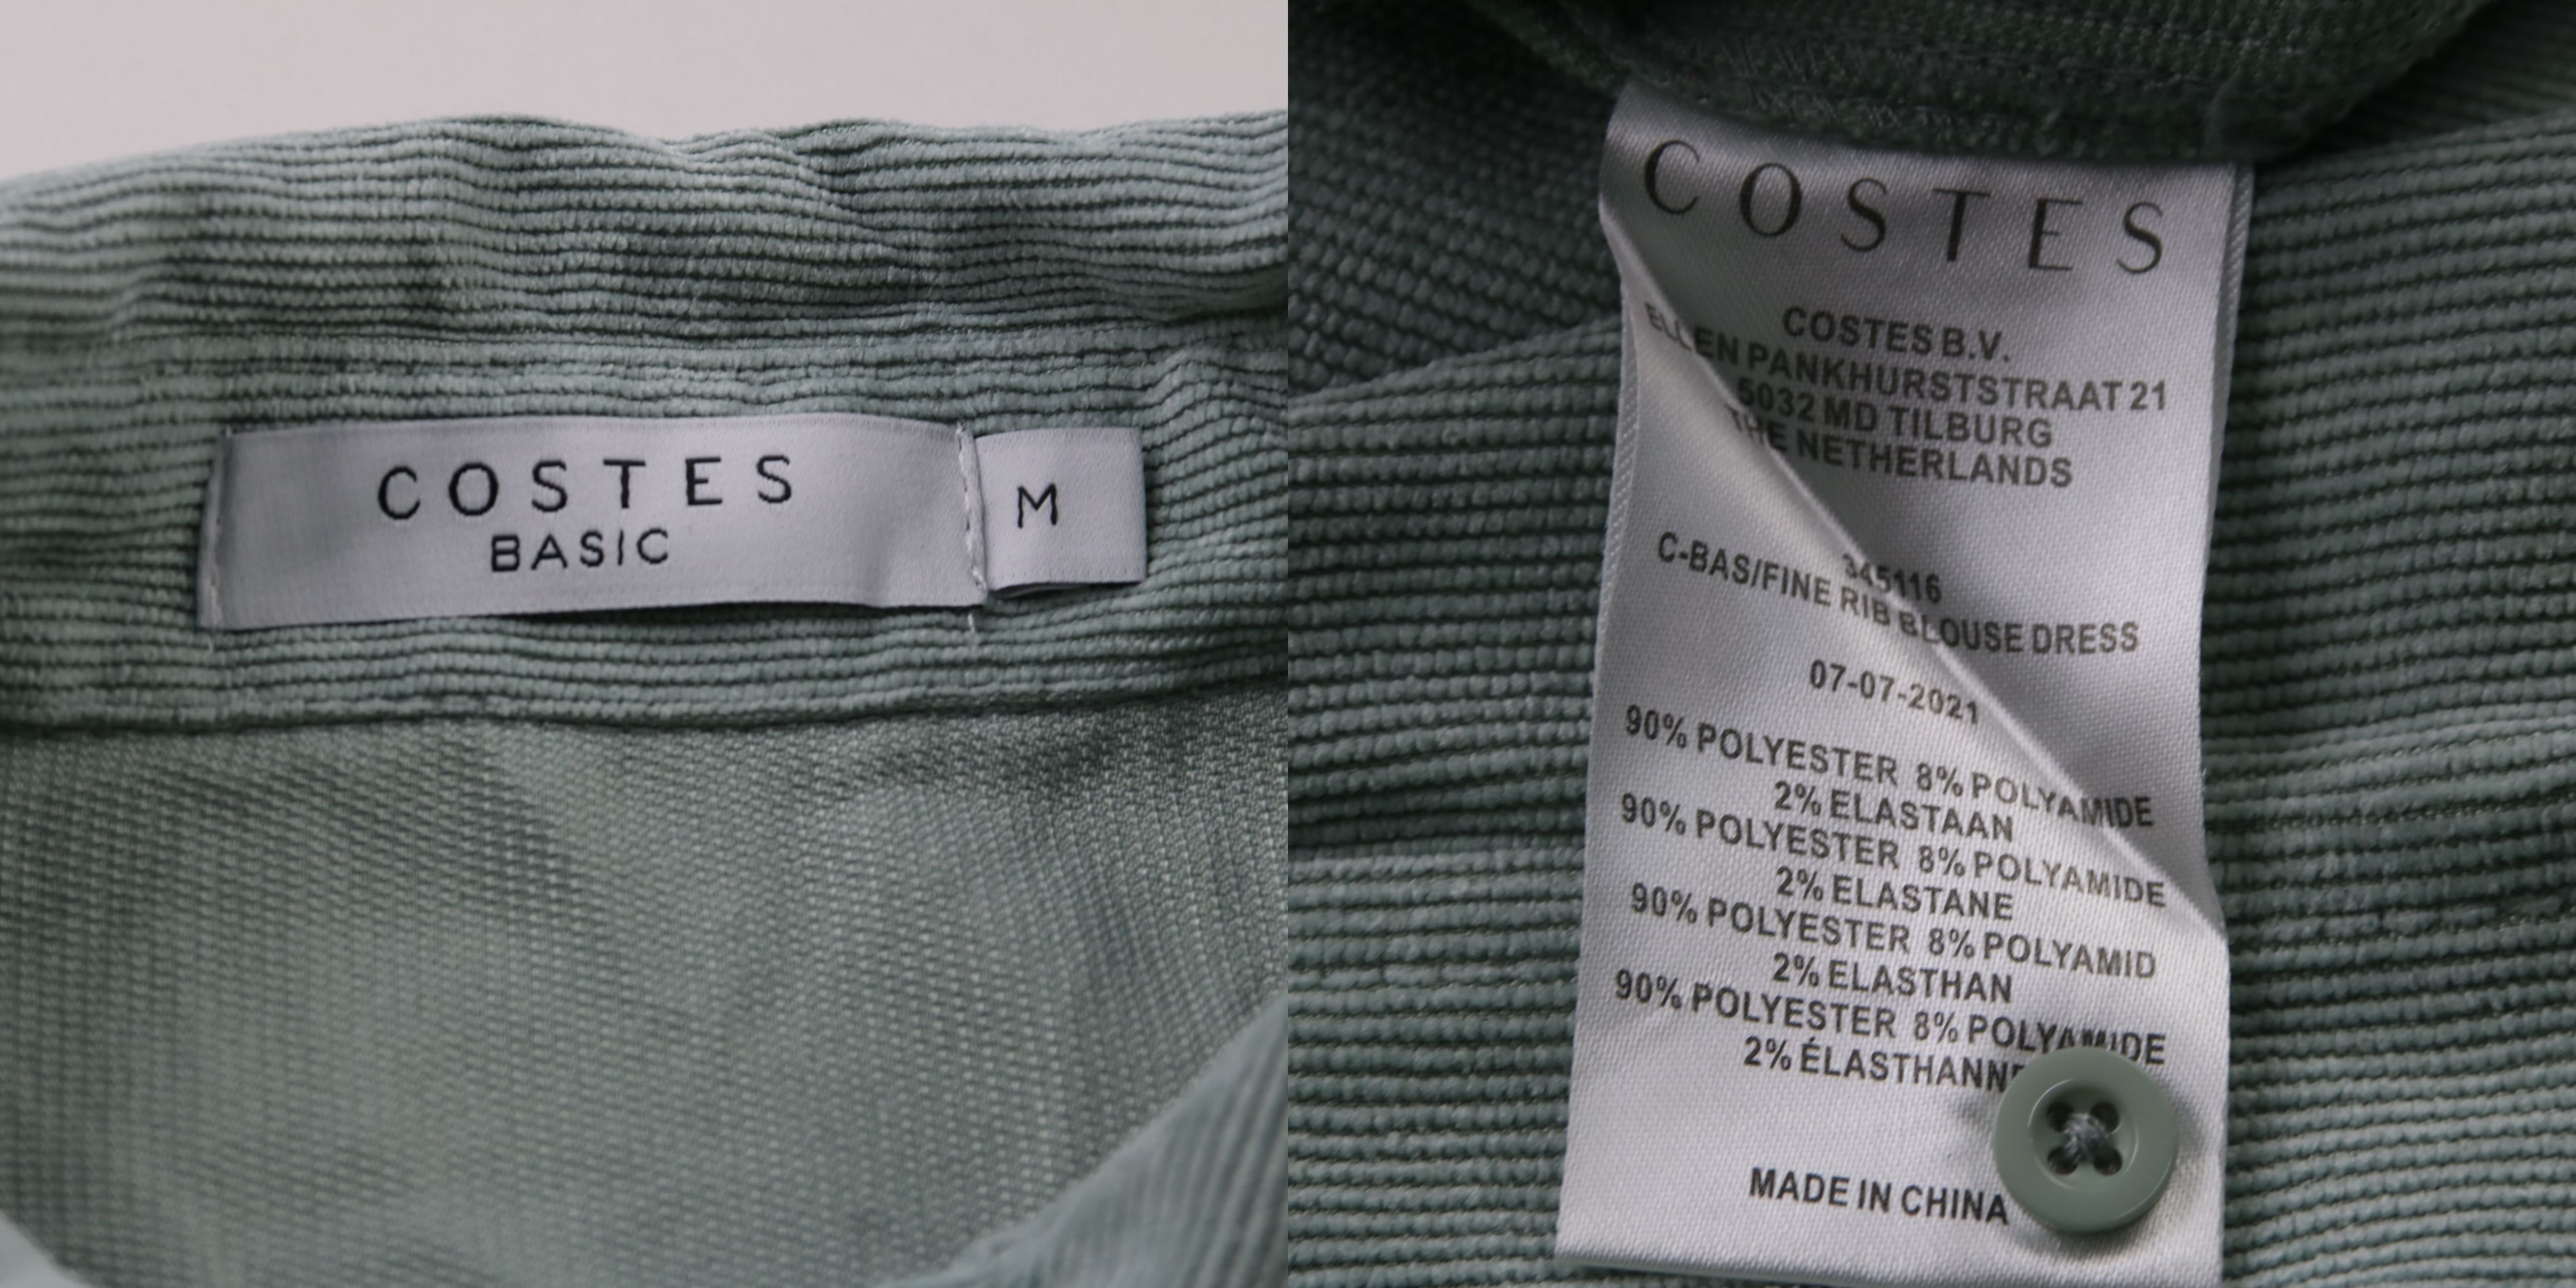 COSTES
BASIC
M
COSTES
COSTES B.V.
ELLEN PANKHURSTSTRAAT 21
5032 MD TILBURG
THE NETHERLANDS
345116
C-BAS/FINE RIB BLOUSE DRESS
07-07-2021
90% POLYESTER 8% POLYAMIDE
2% ELASTAAN
90% POLYESTER 8% POLYAMIDE
2% ELASTANE
90% POLYESTER 8% POLYAMID
2% ELASTHAN
90% POLYESTER 8% POLYAMIDE
2% ÉLASTHANNE
MADE IN CHINA